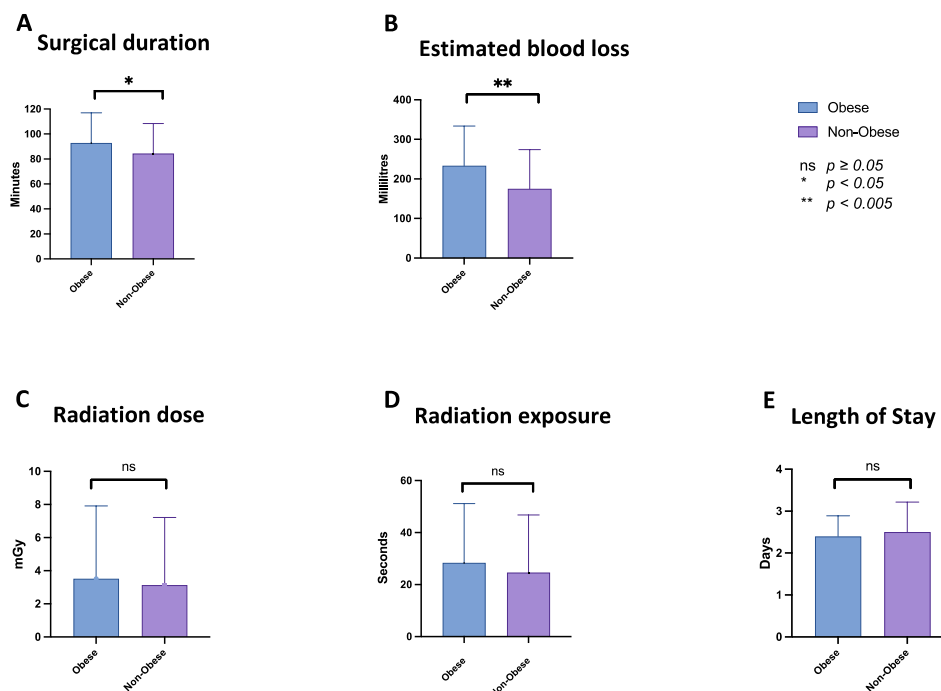 A
Surgical duration
*
120
100
80
60
40
20
0
Minutes
Obese
Non-Obese
B
Estimated blood loss
**
400
300
200
100
0
Millilitres
Obese
Non-Obese
Obese
Non-Obese
ns p ≥ 0.05
* p < 0.05
** p < 0.005
C
Radiation dose
ns
10
8
6
4
2
0
mGy
Obese
Non-Obese
D
Radiation exposure
ns
60
40
20
0
Seconds
Obese
Non-Obese
E
Length of Stay
ns
4
3
2
1
0
Days
Obese
Non-Obese